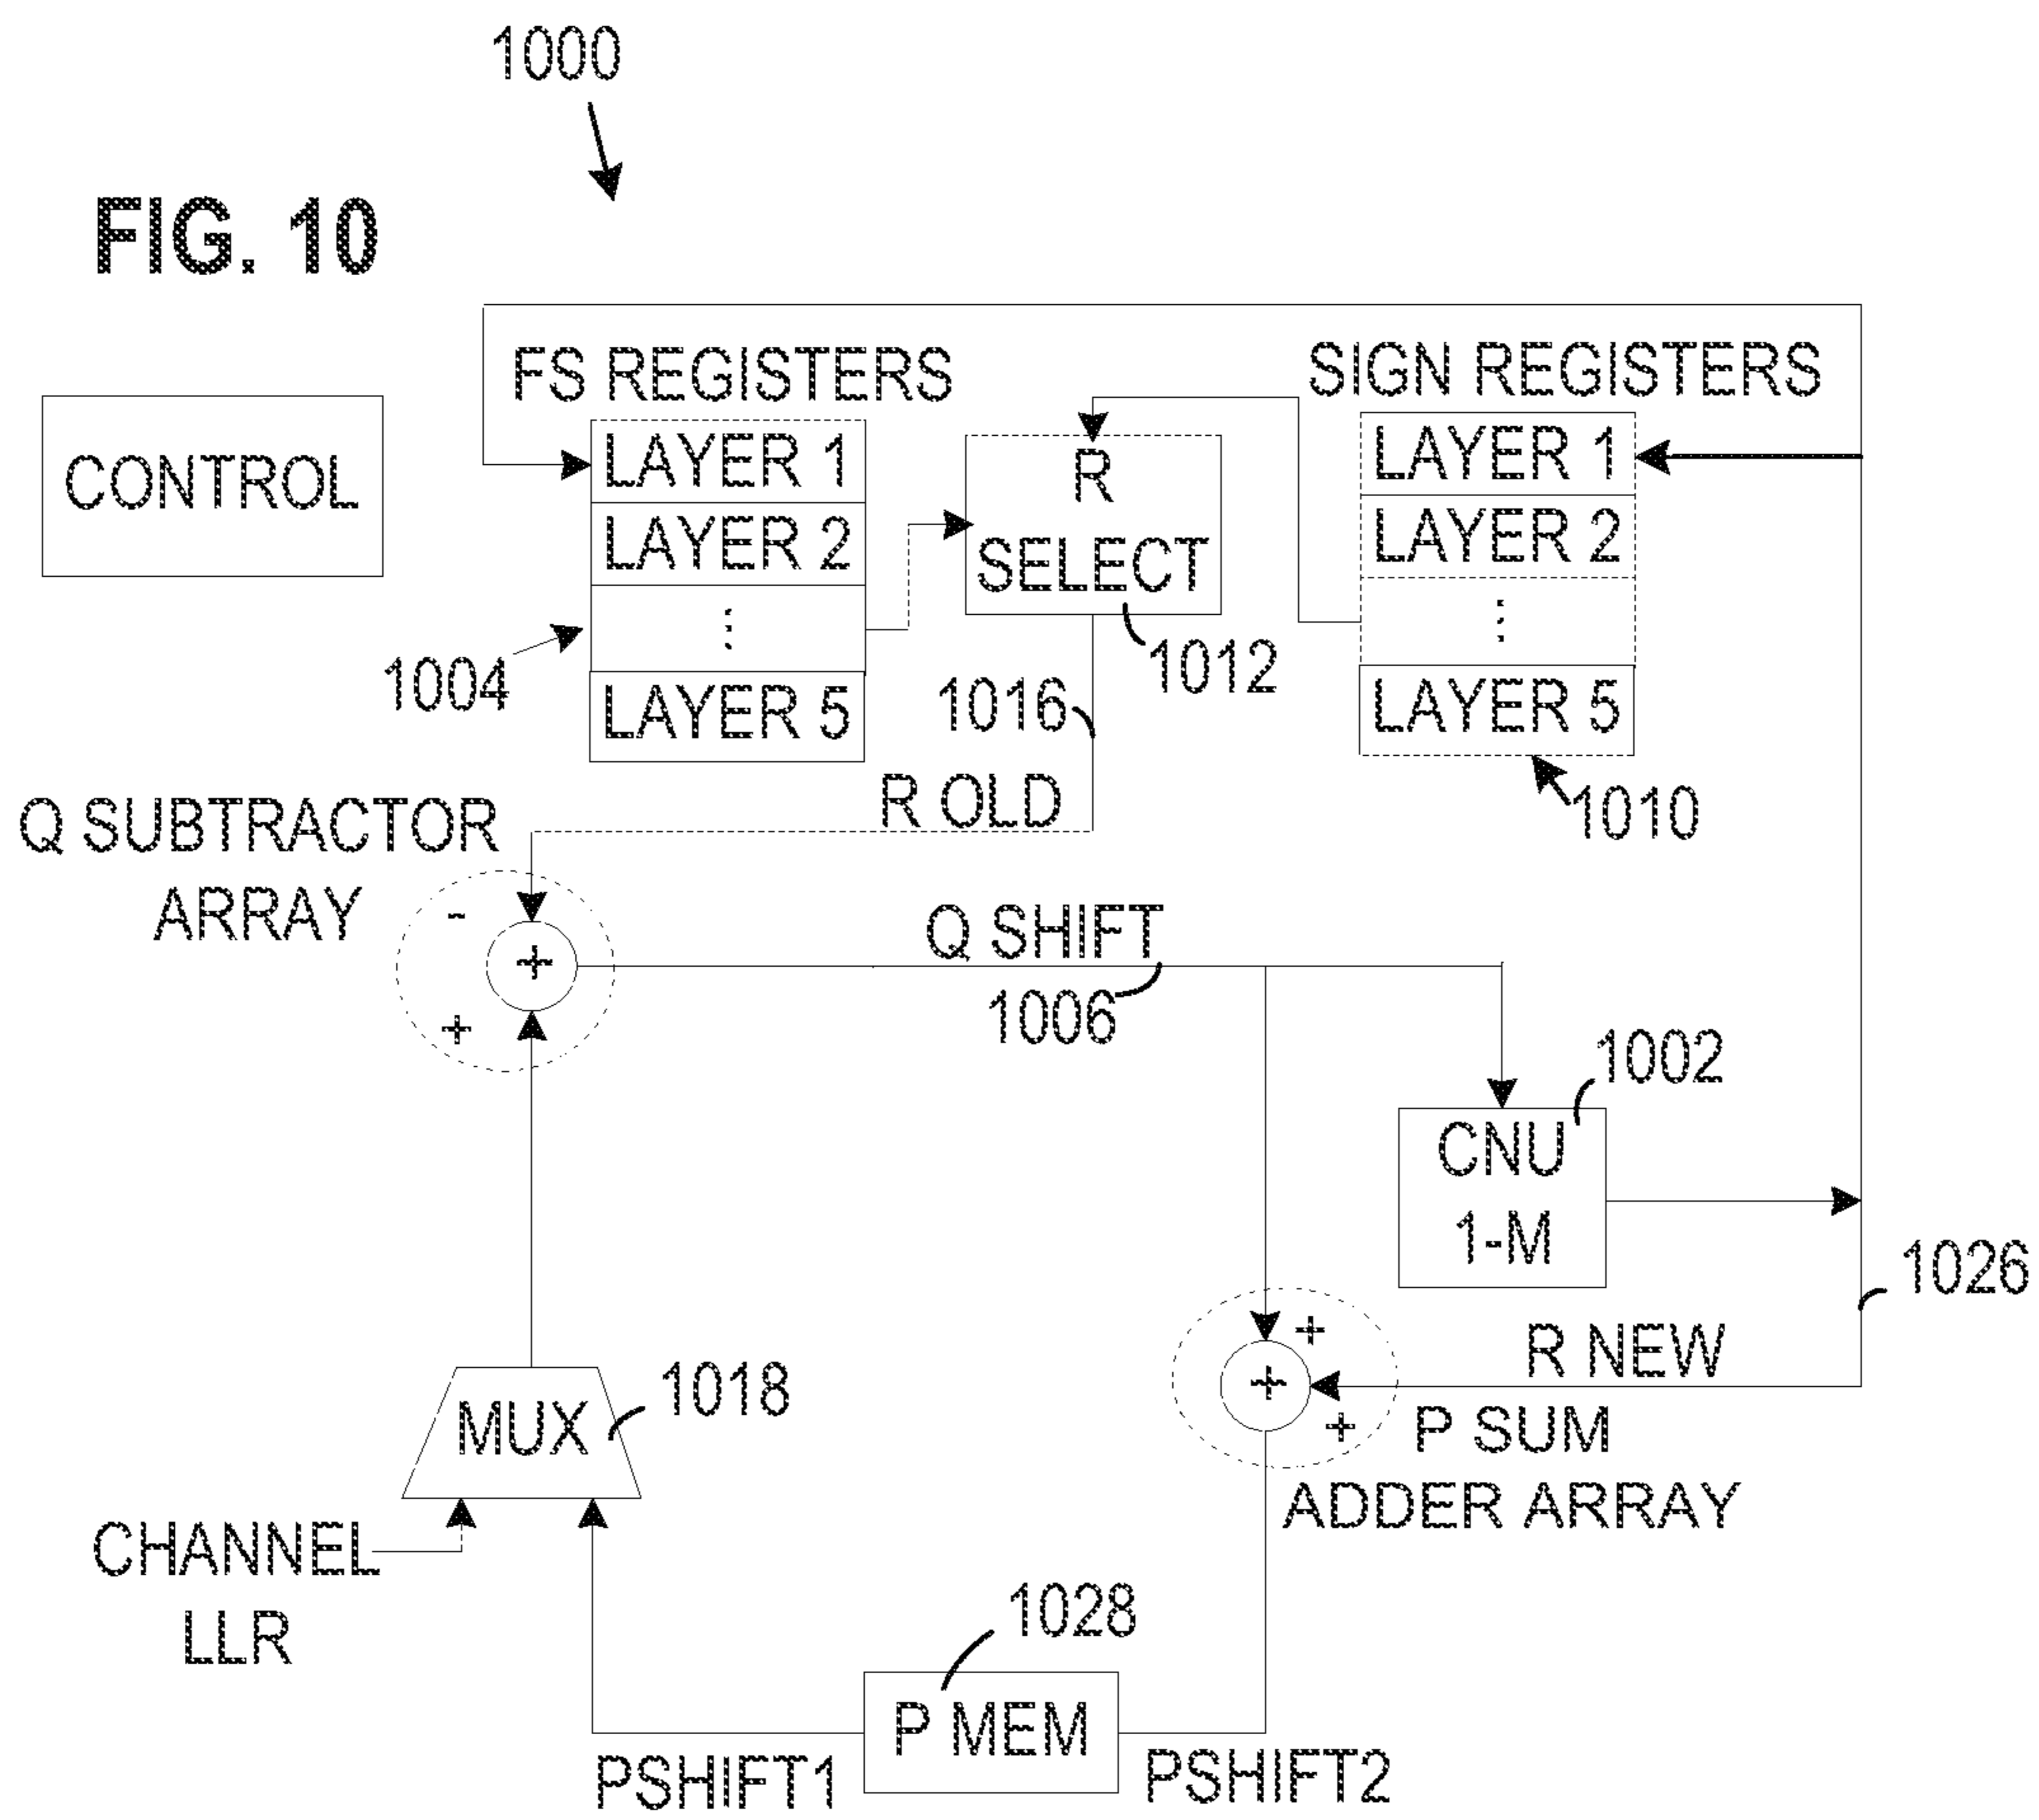 1000
FIG. 10
FS REGISTERS
SIGN REGISTERS
CONTROL
LAYER 1
LAYER 2
⋮
LAYER 5
1004
R
SELECT
1012
LAYER 1
LAYER 2
⋮
LAYER 5
1010
1016
R OLD
Q SUBTRACTOR
ARRAY
-
+
+
Q SHIFT
1006
1002
CNU
1-M
1026
R NEW
+
+
+
P SUM
ADDER ARRAY
MUX
1018
CHANNEL
LLR
1028
P MEM
PSHIFT1
PSHIFT2